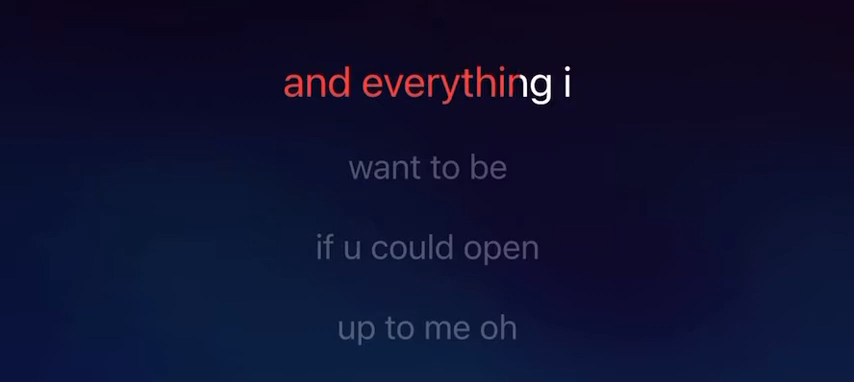 and everything i
want to be
if u could open
up to me oh